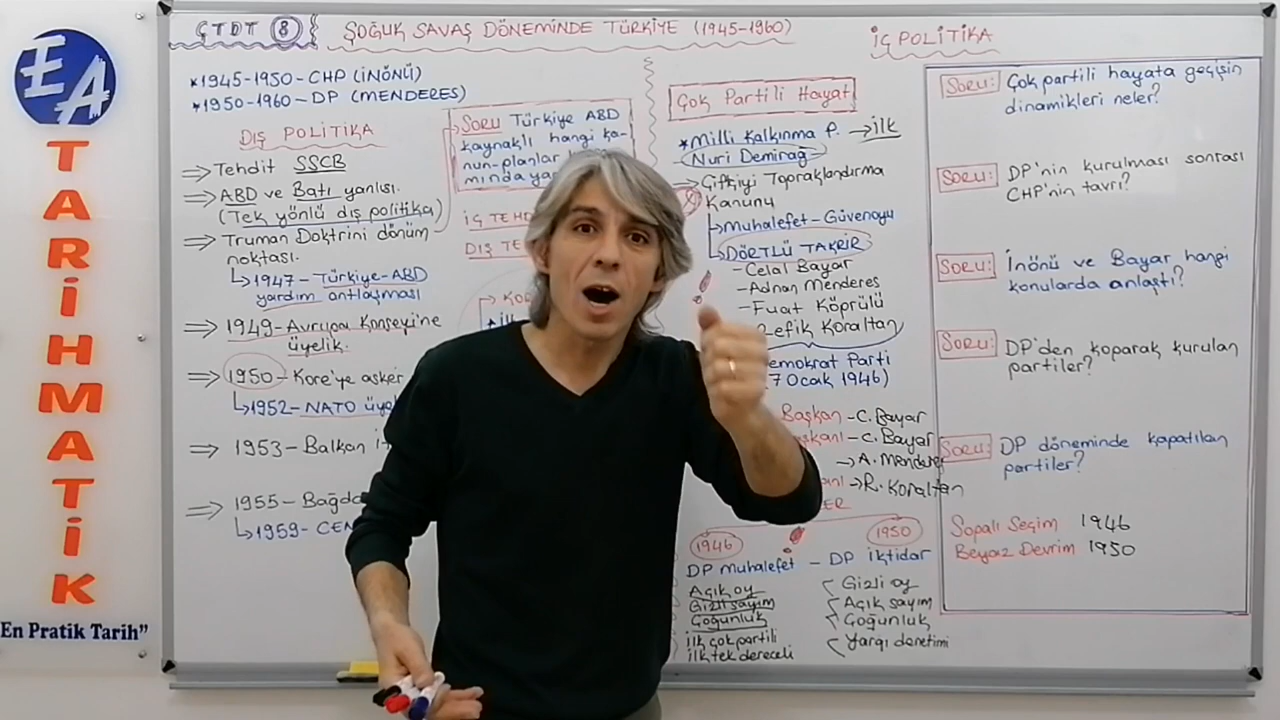 EA
TARİHMATİK
En Pratik Tarih”
ÇTDT 8
SOĞUK SAVAŞ DÖNEMİNDE TÜRKİYE (1945-1960)
İÇ POLİTİKA
*1945-1950-CHP (İNÖNÜ)
*1950-1960-DP (MENDERES)
DIŞ POLİTİKA
⇒ Tehdit SSCB
⇒ ABD ve Batı yanlısı.
(Tek yönlü dış politika)
⇒ Truman Doktrini dönüm
noktası.
↳1947-Türkiye-ABD
yardım antlaşması
⇒ 1949-Avrupa Konseyi'ne
üyelik.
⇒ 1950-Kore'ye asker
↳1952-NATO
⇒ 1953-Balkan
⇒ 1955-
↳1959-
SORU Türkiye ABD
kaynaklı hangi ka-
nun-planlar
İÇ
DIŞ
Çok Partili Hayat
*Milli Kalkınma P. → İlk
Nuri Demirağ
Çiftçiyi Topraklandırma
Kanunu
↳Muhalefet-Güvenoyu
↳DÖRTLÜ TAKRİR
-Celal Bayar
-Adnan Menderes
-Fuat Köprülü
Refik Koraltan
Demokrat Parti
7 Ocak 1946)
Başkan -C. Bayar
-C. Bayar
→A. Menderes
→R. Koraltan
1946
1950
DP Muhalefet - DP iktidar
Açık oy
Gizli sayım
Çoğunluk
İlk çok partili
İlk tek dereceli
Gizli oy
Açık sayım
Çoğunluk
Yargı denetimi
Soru: Çok partili hayata geçişin
dinamikleri neler?
Soru: DP'nin kurulması sonrası
CHP'nin tavrı?
Soru: İnönü ve Bayar hangi
konularda anlaştı?
Soru: DP'den koparak kurulan
partiler?
Soru: DP döneminde kapatılan
partiler?
Sopalı Seçim 1946
Beyaz Devrim 1950